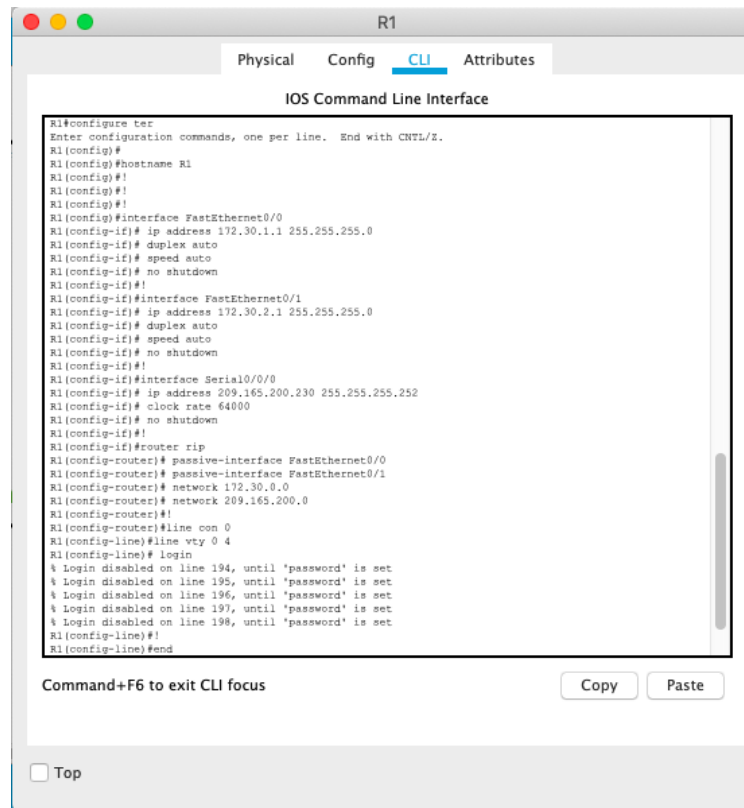 R1
Physical Config CLI Attributes
IOS Command Line Interface
R1#configure ter
Enter configuration commands, one per line. End with CNTL/Z.
R1(config)#
R1(config)#hostname R1
R1(config)#!
R1(config)#!
R1(config)#!
R1(config)#interface FastEthernet0/0
R1(config-if)# ip address 172.30.1.1 255.255.255.0
R1(config-if)# duplex auto
R1(config-if)# speed auto
R1(config-if)# no shutdown
R1(config-if)#!
R1(config-if)#interface FastEthernet0/1
R1(config-if)# ip address 172.30.2.1 255.255.255.0
R1(config-if)# duplex auto
R1(config-if)# speed auto
R1(config-if)# no shutdown
R1(config-if)#!
R1(config-if)#interface Serial0/0/0
R1(config-if)# ip address 209.165.200.230 255.255.255.252
R1(config-if)# clock rate 64000
R1(config-if)# no shutdown
R1(config-if)#!
R1(config-if)#router rip
R1(config-router)# passive-interface FastEthernet0/0
R1(config-router)# passive-interface FastEthernet0/1
R1(config-router)# network 172.30.0.0
R1(config-router)# network 209.165.200.0
R1(config-router)#!
R1(config-router)#line con 0
R1(config-line)#line vty 0 4
R1(config-line)# login
% Login disabled on line 194, until 'password' is set
% Login disabled on line 195, until 'password' is set
% Login disabled on line 196, until 'password' is set
% Login disabled on line 197, until 'password' is set
% Login disabled on line 198, until 'password' is set
R1(config-line)#!
R1(config-line)#end
Command+F6 to exit CLI focus Copy Paste
Top